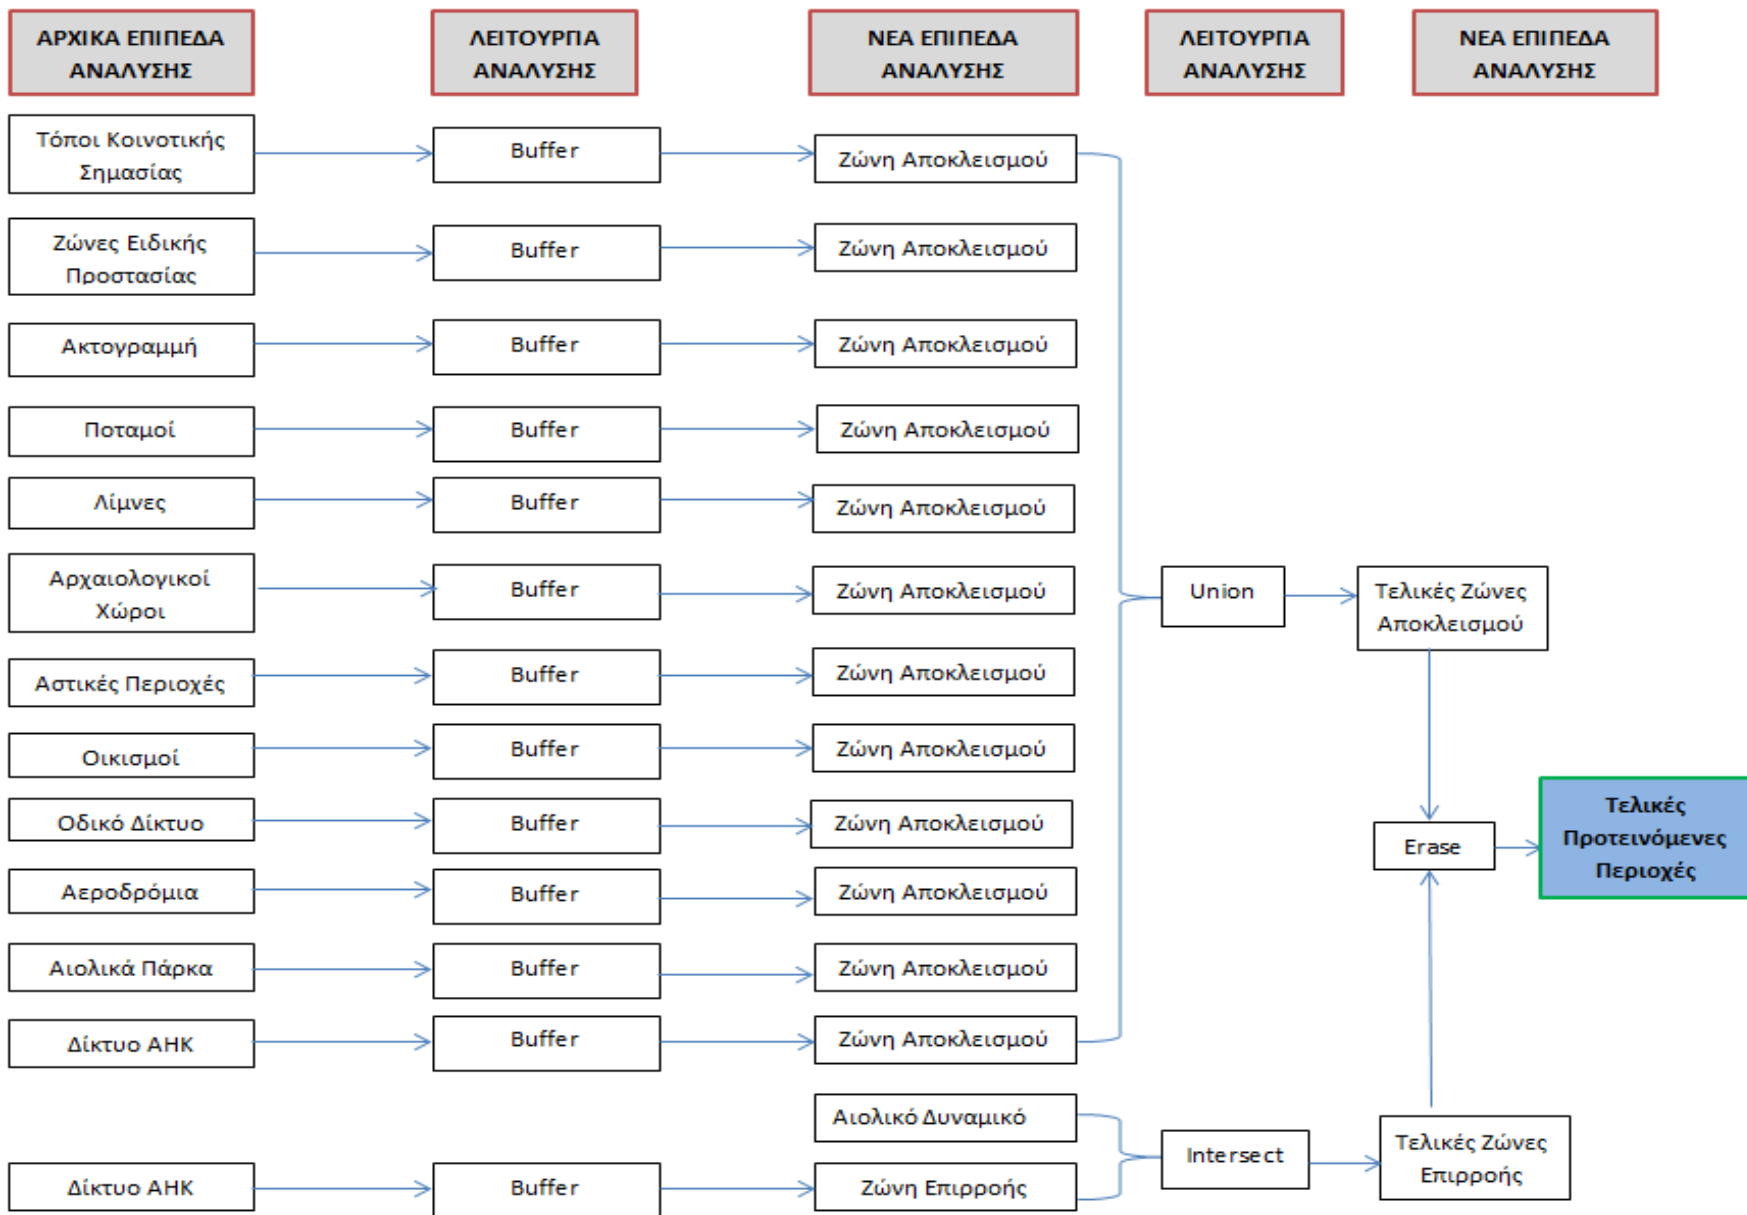 ΑΡΧΙΚΑ ΕΠΙΠΕΔΑ
ΑΝΑΛΥΣΗΣ
ΛΕΙΤΟΥΡΓΙΑ
ΑΝΑΛΥΣΗΣ
ΝΕΑ ΕΠΙΠΕΔΑ
ΑΝΑΛΥΣΗΣ
ΛΕΙΤΟΥΡΓΙΑ
ΑΝΑΛΥΣΗΣ
ΝΕΑ ΕΠΙΠΕΔΑ
ΑΝΑΛΥΣΗΣ
Τόποι Κοινοτικής
Σημασίας
Buffer
Ζώνη Αποκλεισμού
Ζώνες Ειδικής
Προστασίας
Buffer
Ζώνη Αποκλεισμού
Ακτογραμμή
Buffer
Ζώνη Αποκλεισμού
Ποταμοί
Buffer
Ζώνη Αποκλεισμού
Λίμνες
Buffer
Ζώνη Αποκλεισμού
Αρχαιολογικοί
Χώροι
Buffer
Ζώνη Αποκλεισμού
Union
Τελικές Ζώνες
Αποκλεισμού
Αστικές Περιοχές
Buffer
Ζώνη Αποκλεισμού
Οικισμοί
Buffer
Ζώνη Αποκλεισμού
Οδικό Δίκτυο
Buffer
Ζώνη Αποκλεισμού
Erase
Τελικές
Προτεινόμενες
Περιοχές
Αεροδρόμια
Buffer
Ζώνη Αποκλεισμού
Αιολικά Πάρκα
Buffer
Ζώνη Αποκλεισμού
Δίκτυο ΑΗΚ
Buffer
Ζώνη Αποκλεισμού
Αιολικό Δυναμικό
Intersect
Τελικές Ζώνες
Επιρροής
Δίκτυο ΑΗΚ
Buffer
Ζώνη Επιρροής